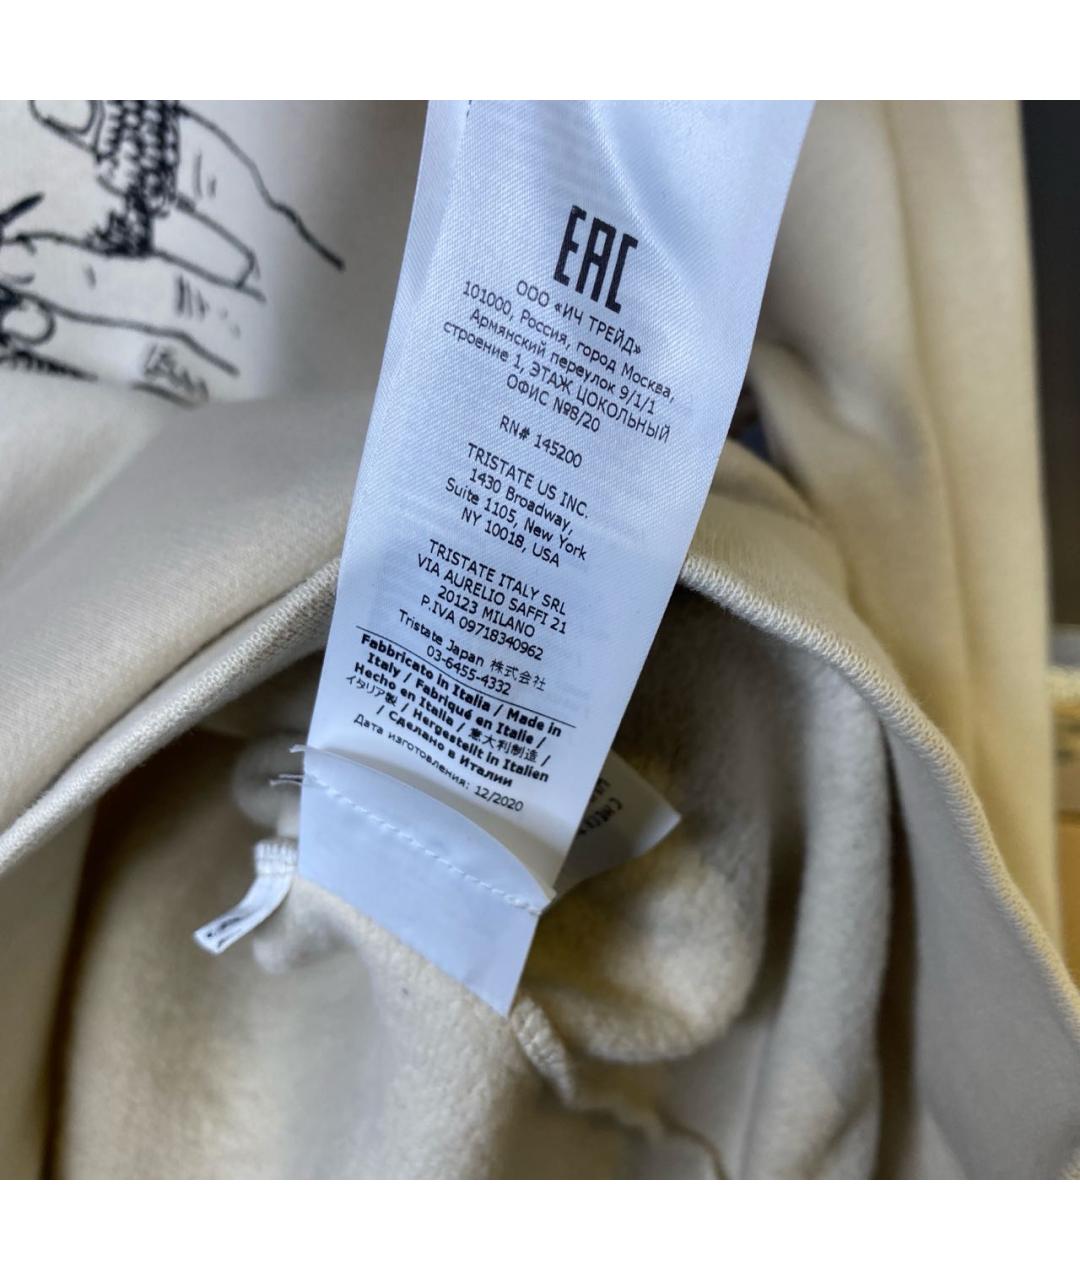 EAC
ООО «ИЧ ТРЕЙД»
101000, Россия, город Москва,
Армянский переулок 9/1/1
строение 1, ЭТАЖ ЦОКОЛЬНЫЙ
ОФИС №8/20
RN# 145200
TRISTATE US INC.
1430 Broadway,
Suite 1105, New York
NY 10018, USA
TRISTATE ITALY SRL
VIA AURELIO SAFFI 21
20123 MILANO
P.IVA 09718340962
Tristate Japan 株式会社
03-6455-4332
Fabbricato in Italia / Made in
Italy / Fabriqué en Italie /
Hecho en Italia / 意大利制造 /
イタリア製 / Hergestellt in Italien
/ Сделано в Италии
Дата изготовления: 12/2020